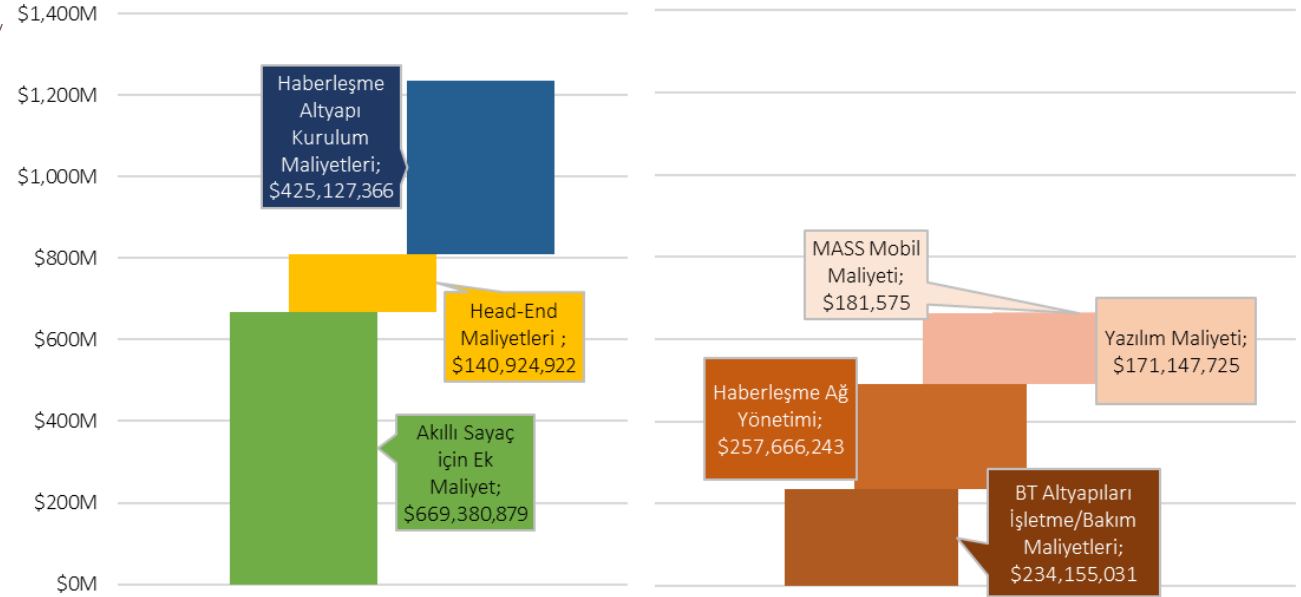 $1,400M
$1,200M
$1,000M
$800M
$600M
$400M
$200M
$0M
Haberleşme
Altyapı
Kurulum
Maliyetleri;
$425,127,366
Head-End
Maliyetleri ;
$140,924,922
Akıllı Sayaç
için Ek
Maliyet;
$669,380,879
MASS Mobil
Maliyeti;
$181,575
Yazılım Maliyeti;
$171,147,725
Haberleşme Ağ
Yönetimi;
$257,666,243
BT Altyapıları
İşletme/Bakım
Maliyetleri;
$234,155,031